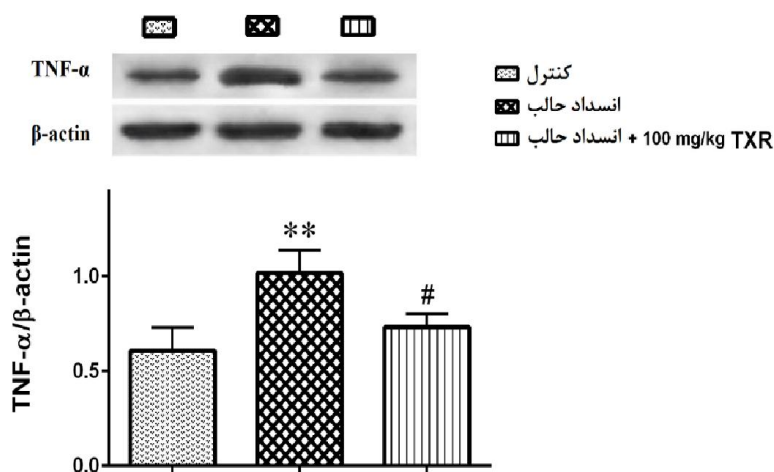 TNF-α
β-actin
کنترل
انسداد حالب
انسداد حالب + 100 mg/kg TXR
TNF-α/β-actin
1.0
0.5
0.0
**
#